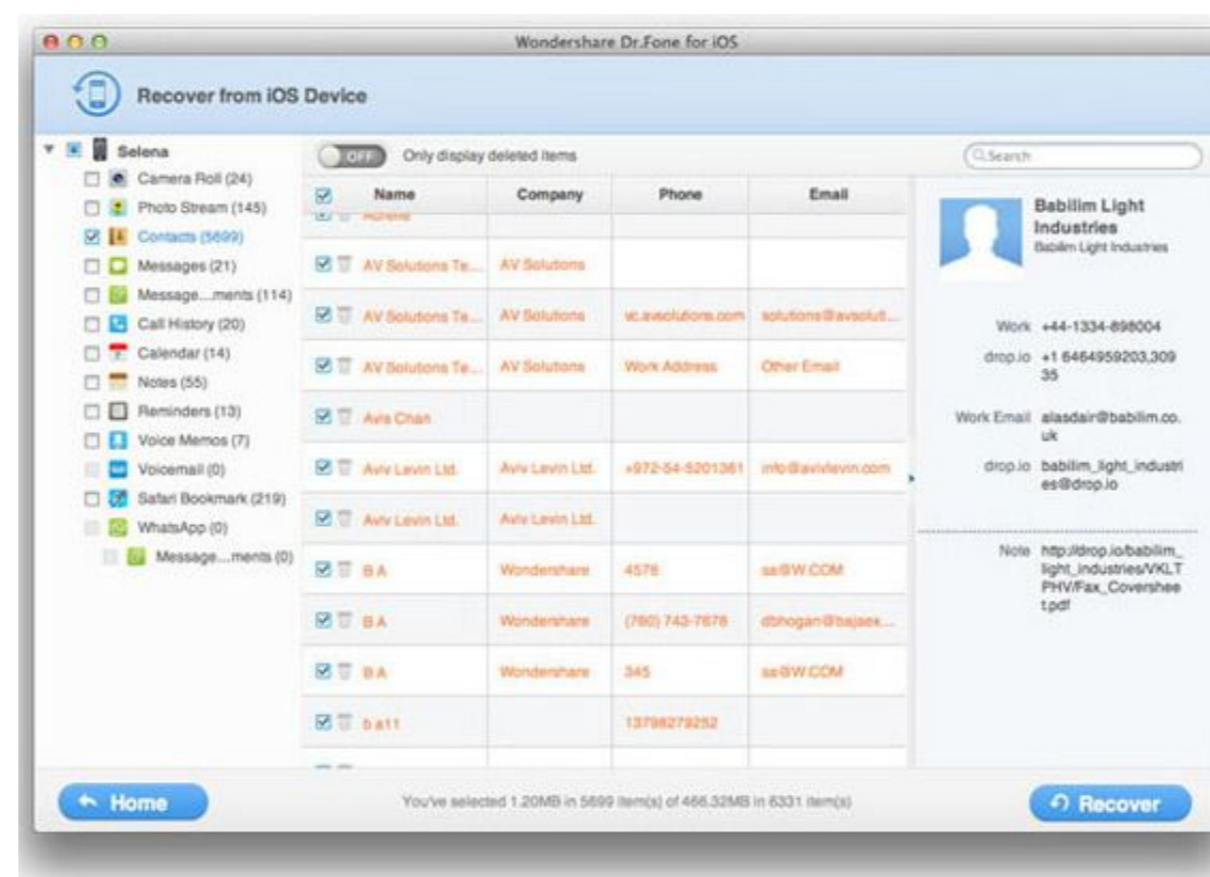 Wondershare Dr.Fone for iOS
Recover from iOS Device
Selena
Camera Roll (24)
Photo Stream (145)
Contacts (5699)
Messages (21)
Message...ments (114)
Call History (20)
Calendar (14)
Notes (55)
Reminders (13)
Voice Memos (7)
Voicemail (0)
Safari Bookmark (219)
WhatsApp (0)
Message...ments (0)
OFF Only display deleted items
Search
Name Company Phone Email
AV Solutions Te... AV Solutions
AV Solutions Te... AV Solutions vc.avsolutions.com solutions@avsoluti...
AV Solutions Te... AV Solutions Work Address Other Email
Avis Chan
Aviv Levin Ltd. Aviv Levin Ltd. +972-54-5201361 info@avivlevin.com
Aviv Levin Ltd. Aviv Levin Ltd.
B A Wondershare 4578 sa@W.COM
B A Wondershare (760) 743-7678 dbhogan@bajaex...
B A Wondershare 345 sa@W.COM
b a11 13798279252
Babilim Light
Industries
Babilim Light Industries
Work +44-1334-898004
drop.io +1 6464959203,309
35
Work Email alasdair@babilim.co.
uk
drop.io babilim_light_industri
es@drop.io
Note http://drop.io/babilim_
light_industries/VKLT
PHV/Fax_Covershee
t.pdf
Home
You've selected 1.20MB in 5699 item(s) of 466.32MB in 6331 item(s)
Recover